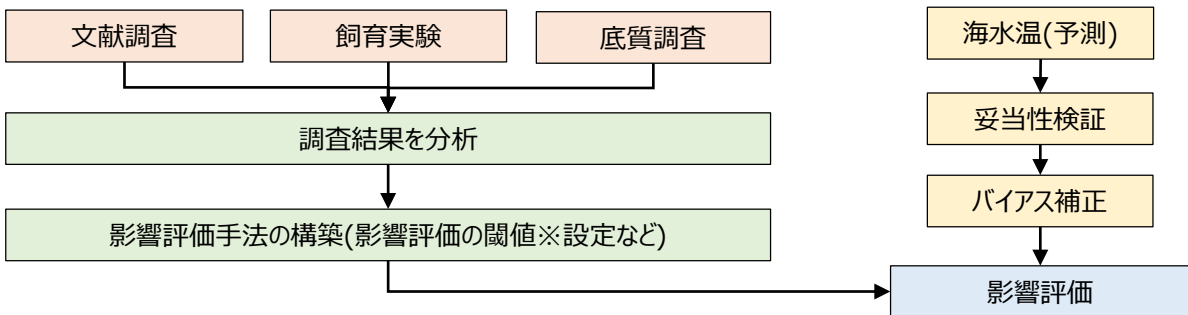 文献調査
飼育実験
底質調査
調査結果を分析
影響評価手法の構築(影響評価の閾値※設定など)
海水温(予測)
妥当性検証
バイアス補正
影響評価